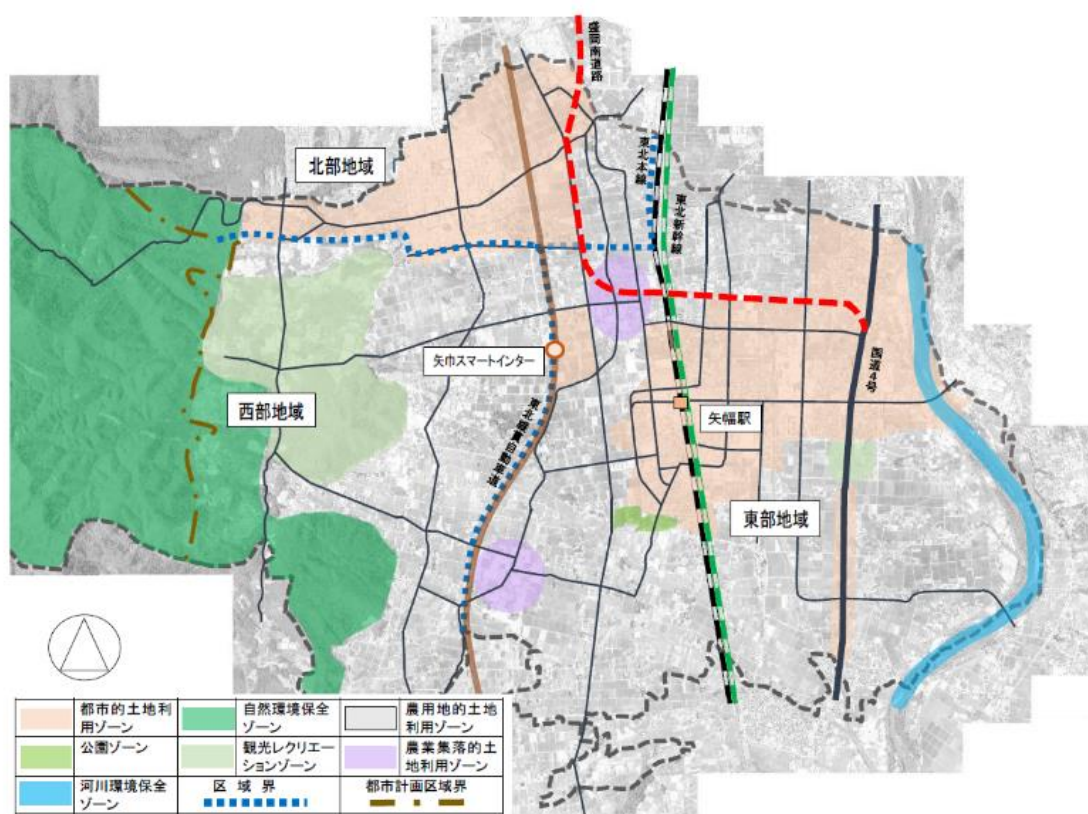 盛岡南道路
東北本線
北部地域
東北新幹線
矢巾スマートインター
国道4号
西部地域
東北縦貫自動車道
矢幅駅
東部地域
都市的土地利
用ゾーン
自然環境保全
ゾーン
農用地的土地
利用ゾーン
公園ゾーン
観光レクリエー
ションゾーン
農業集落的土
地利用ゾーン
河川環境保全
ゾーン
区 域 界
都市計画区域界